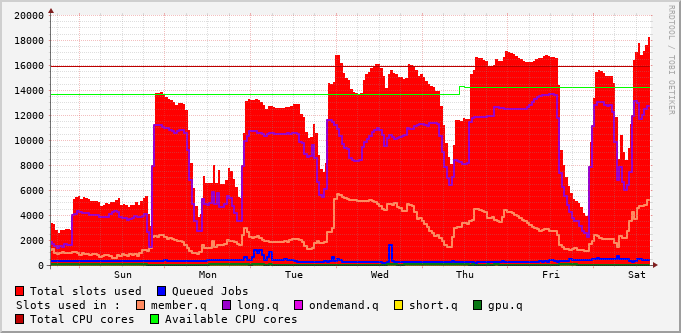 RRDTOOL / TOBI OETIKER
20000
18000
16000
14000
12000
10000
8000
6000
4000
2000
0
Sun Mon Tue Wed Thu Fri Sat
Total slots used Queued Jobs
Slots used in : member.q long.q ondemand.q short.q gpu.q
Total CPU cores Available CPU cores